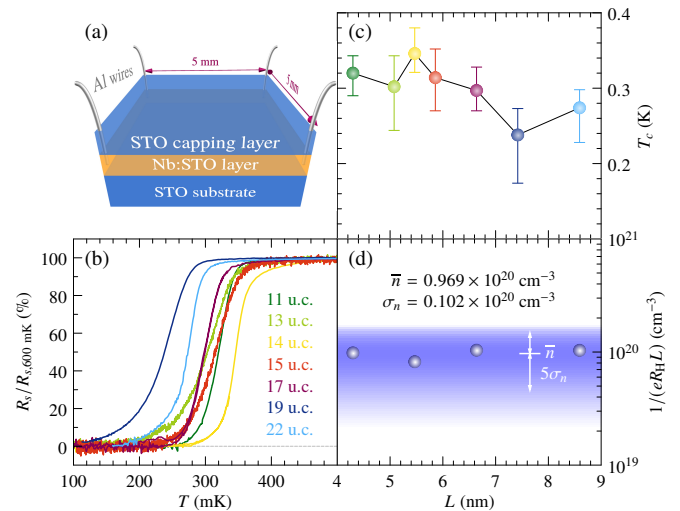 (a)
5 mm
5 mm
Al wires
STO capping layer
Nb:STO layer
STO substrate
(c)
0.4
0.3
0.2
T_c (K)
(b)
100
80
60
40
20
0
R_s/R_{s,600 mK} (%)
11 u.c.
13 u.c.
14 u.c.
15 u.c.
17 u.c.
19 u.c.
22 u.c.
100
200
300
400
T (mK)
(d)
n̅ = 0.969 × 10^20 cm^−3
σ_n = 0.102 × 10^20 cm^−3
n̅
5σ_n
10^21
10^20
10^19
1/(eR_H L) (cm^−3)
4
5
6
7
8
9
L (nm)